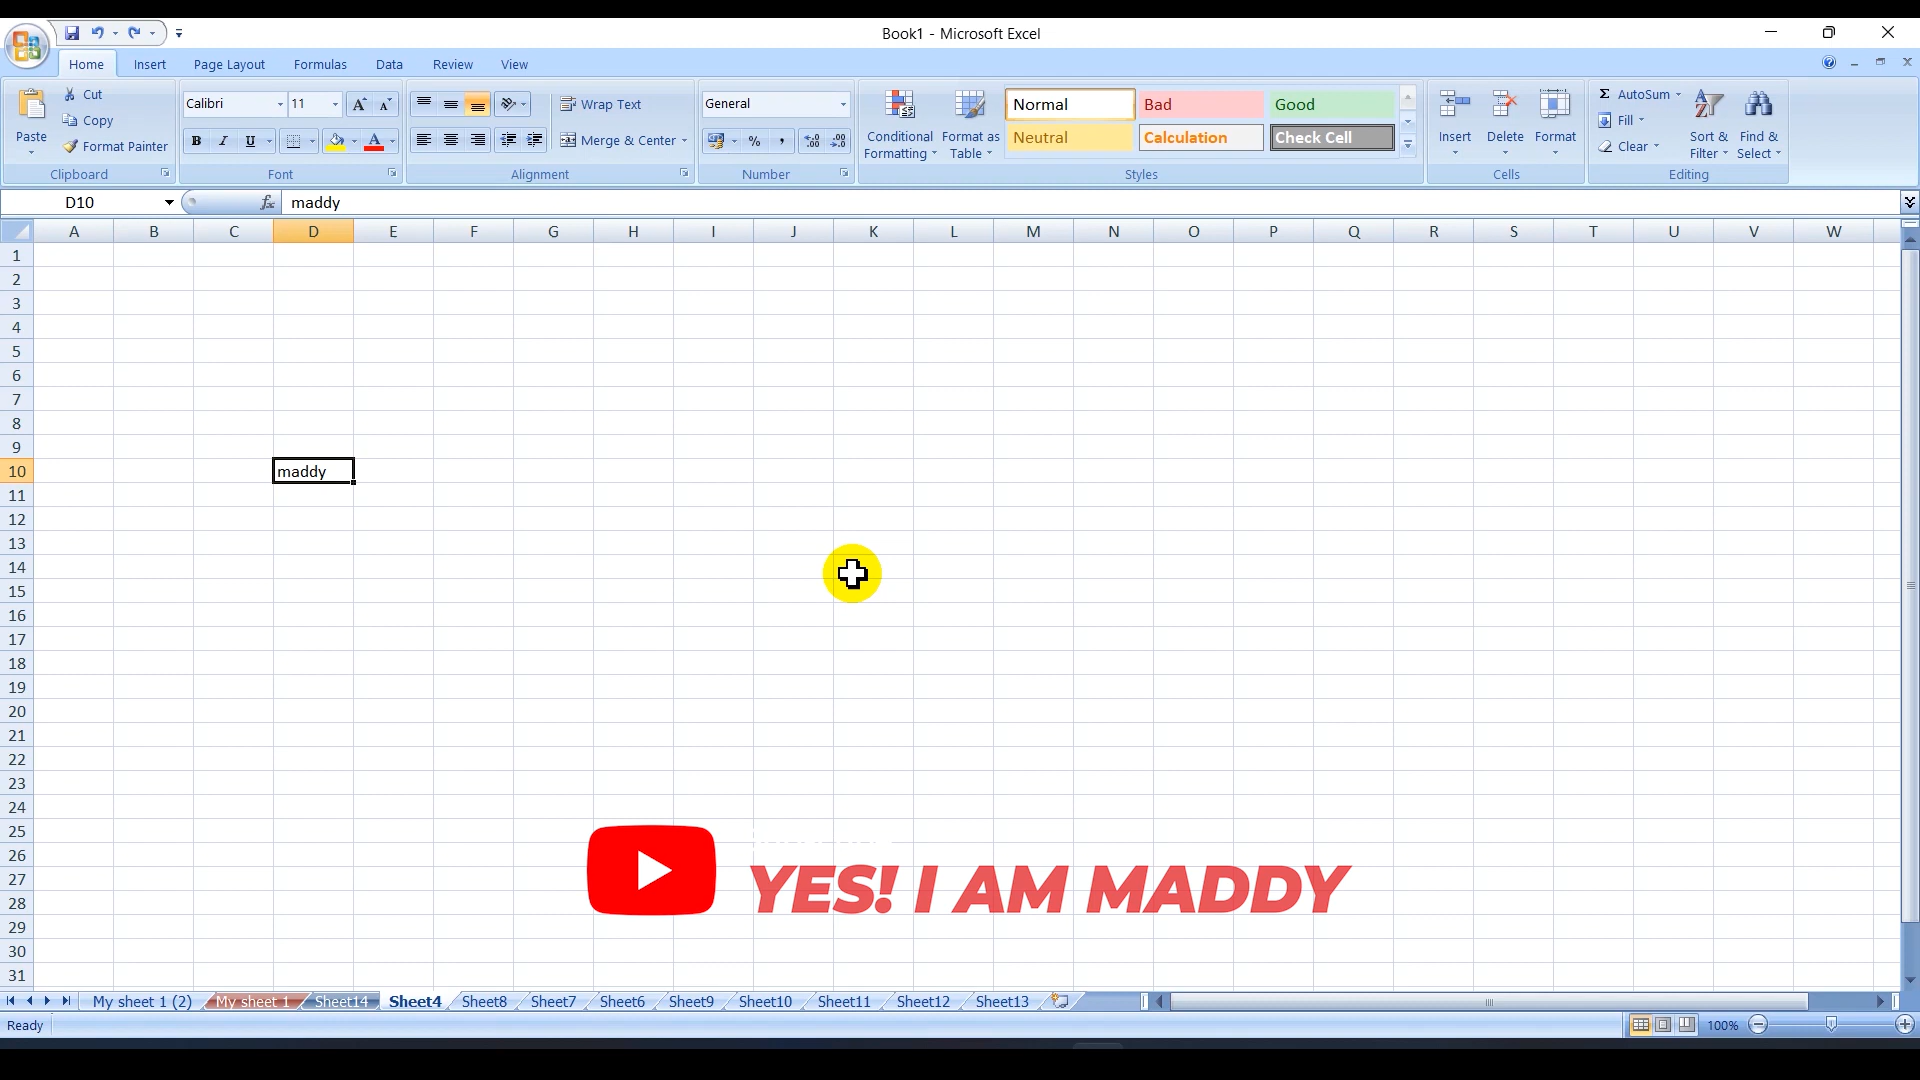 Book1 - Microsoft Excel
Home Insert Page Layout Formulas Data Review View
Paste
Cut
Copy
Format Painter
Clipboard
Calibri 11
B I U A
Font
Wrap Text
Merge & Center
Alignment
General
% ,
Number
Conditional Formatting
Format as Table
Normal Bad Good
Neutral Calculation Check Cell
Styles
Insert Delete Format
Cells
Σ AutoSum
Fill
Clear
Sort & Filter
Find & Select
Editing
D10 fx maddy
A B C D E F G H I J K L M N O P Q R S T U V W
1
2
3
4
5
6
7
8
9
10 maddy
11
12
13
14
15
16
17
18
19
20
21
22
23
24
25
26
27
28
29
30
31
YES! I AM MADDY
My sheet 1 (2) My sheet 1 Sheet14 Sheet4 Sheet8 Sheet7 Sheet6 Sheet9 Sheet10 Sheet11 Sheet12 Sheet13
Ready 100%